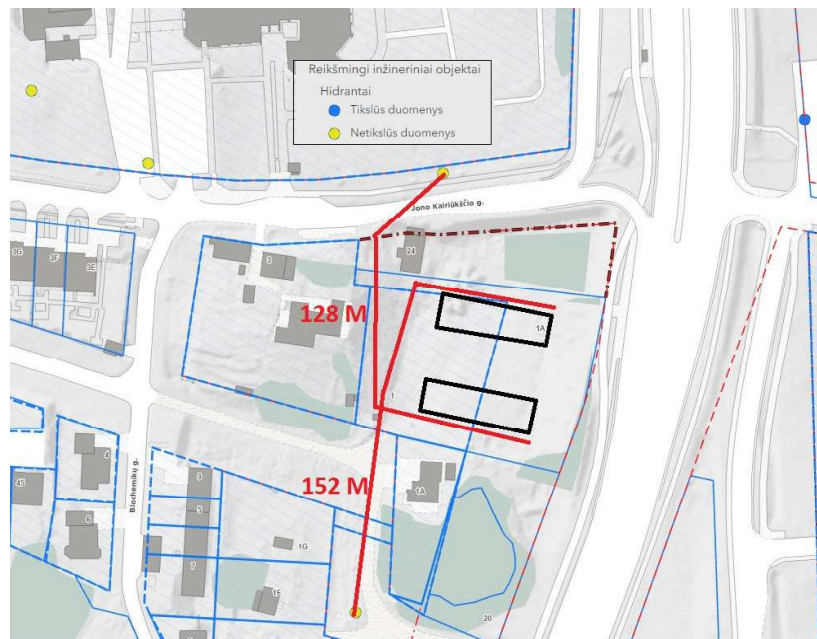 Reikšmingi inžineriniai objektai
Hidrantai
Tikslūs duomenys
Netikslūs duomenys
Jono Kairiūkščio g.
3G
3F
3E
3
24
128 M
1A
1
152 M
1A
4
45
6
Biochemikų g.
3
5
7
1G
1F
20